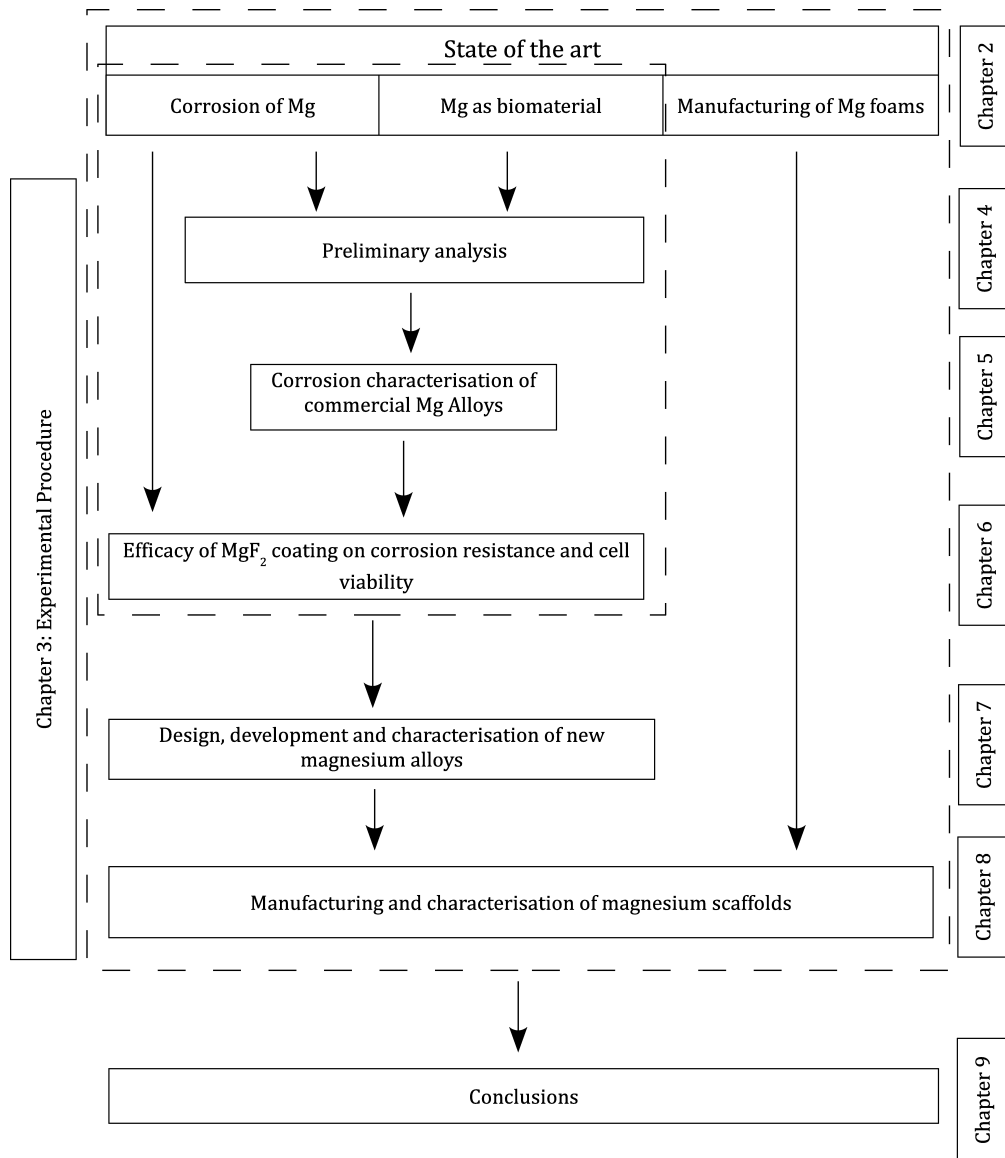 State of the art
Chapter 2
Corrosion of Mg
Mg as biomaterial
Manufacturing of Mg foams
Chapter 3: Experimental Procedure
Preliminary analysis
Chapter 4
Corrosion characterisation of
commercial Mg Alloys
Chapter 5
Efficacy of MgF₂ coating on corrosion resistance and cell
viability
Chapter 6
Design, development and characterisation of new
magnesium alloys
Chapter 7
Manufacturing and characterisation of magnesium scaffolds
Chapter 8
Conclusions
Chapter 9